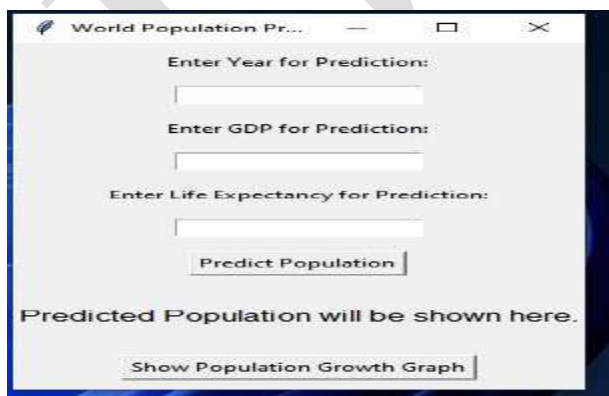 World Population Pr...
Enter Year for Prediction:
Enter GDP for Prediction:
Enter Life Expectancy for Prediction:
Predict Population
Predicted Population will be shown here.
Show Population Growth Graph